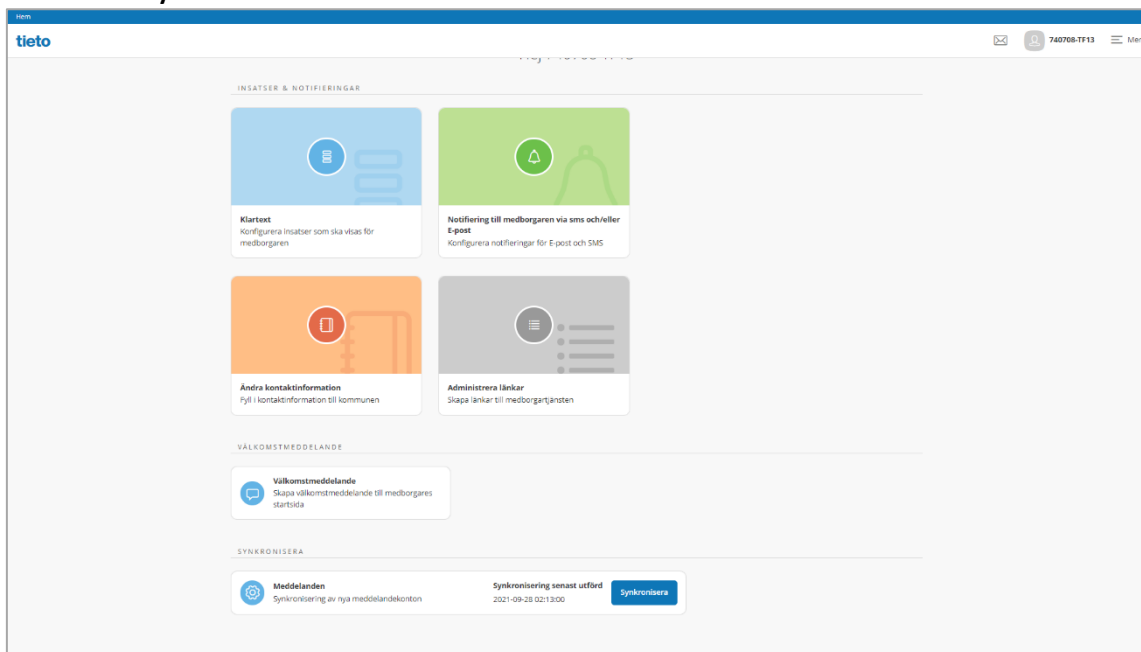 Hem
tieto
740708-TF13
INSATSER & NOTIFIERINGAR
Klartext
Konfigurera insatser som ska visas för
medborgaren
Notifiering till medborgaren via sms och/eller
E-post
Konfigurera notifieringar för E-post och SMS
Ändra kontaktinformation
Fyll i kontaktinformation till kommunen
Administrera länkar
Skapa länkar till medborgartjänsten
VÄLKOMSTMEDDELANDE
Välkomstmeddelande
Skapa välkomstmeddelande till medborgares
startsida
SYNKRONISERA
Meddelanden
Synkronisering av nya meddelandekonton
Synkronisering senast utförd
2021-09-28 02:13:00
Synkronisera